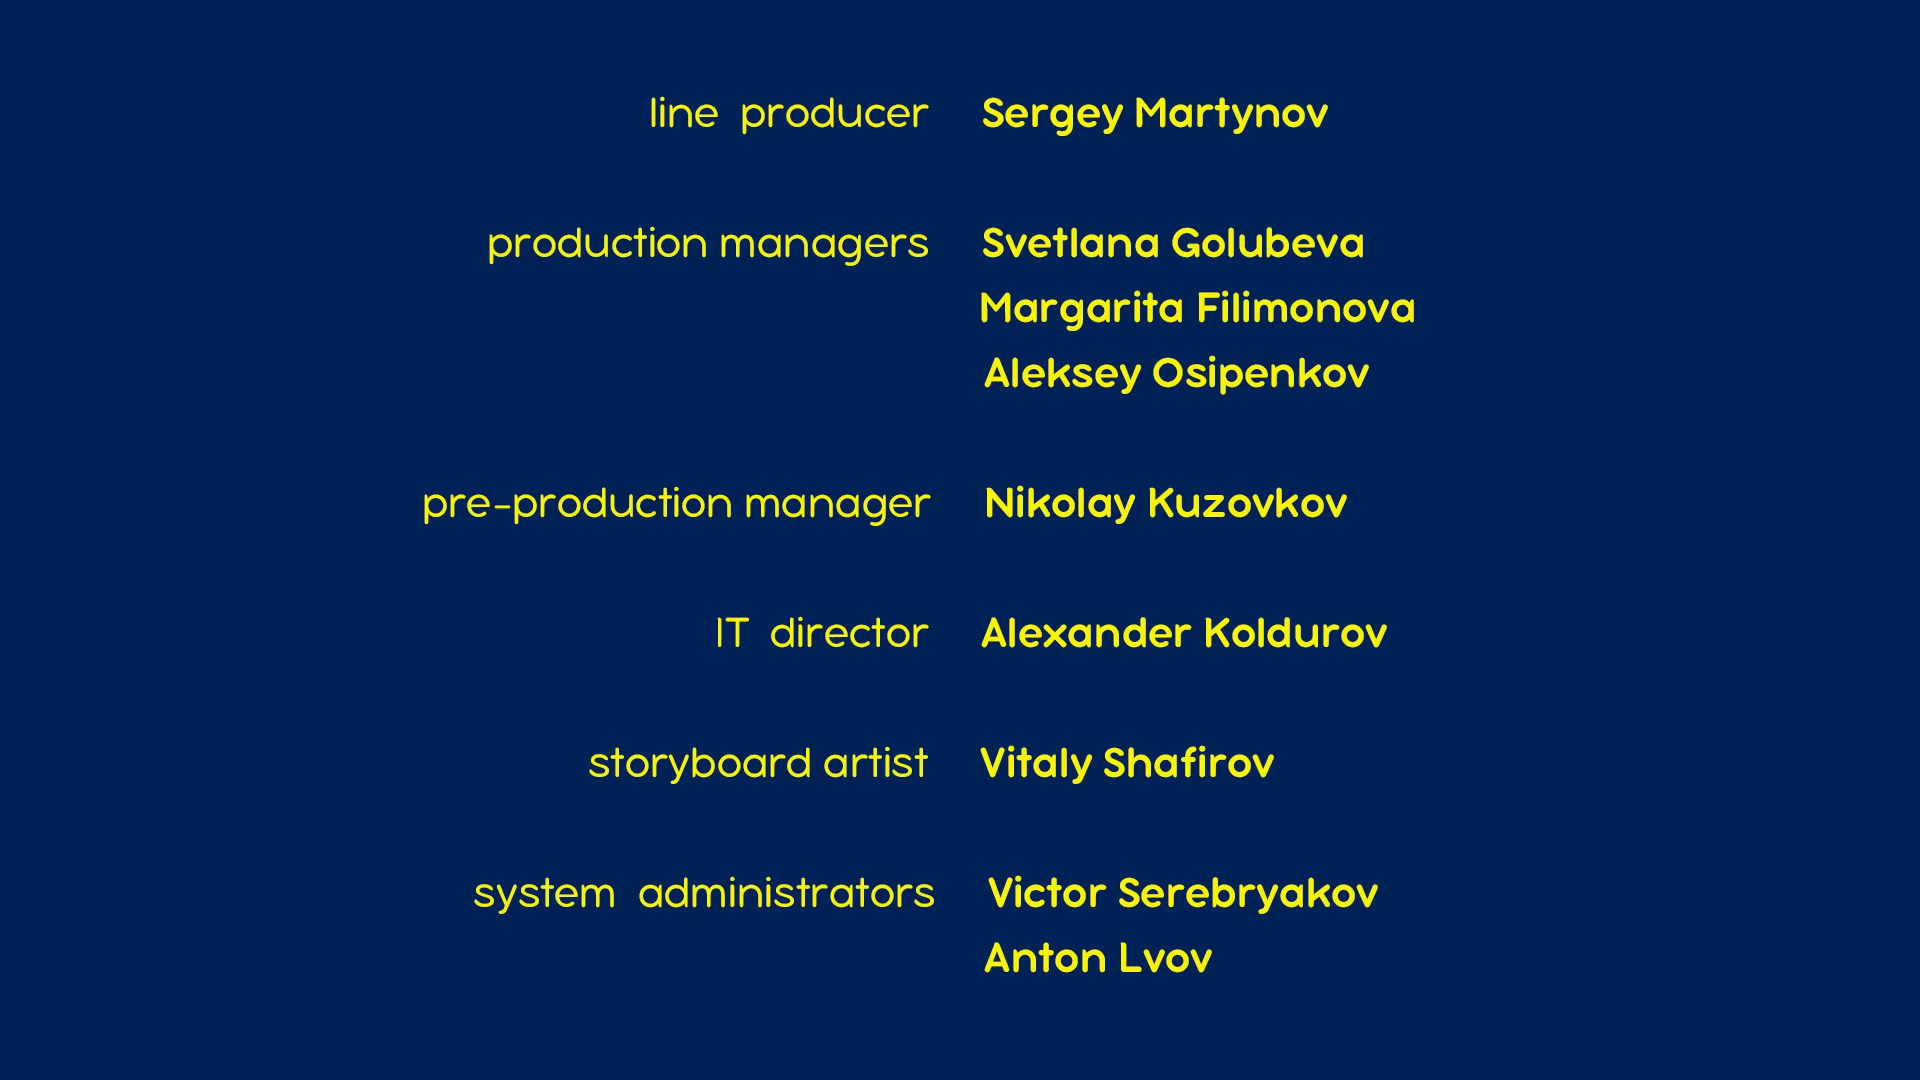 line producer Sergey Martynov
production managers Svetlana Golubeva
Margarita Filimonova
Aleksey Osipenkov
pre-production manager Nikolay Kuzovkov
IT director Alexander Koldurov
storyboard artist Vitaly Shafirov
system administrators Victor Serebryakov
Anton Lvov